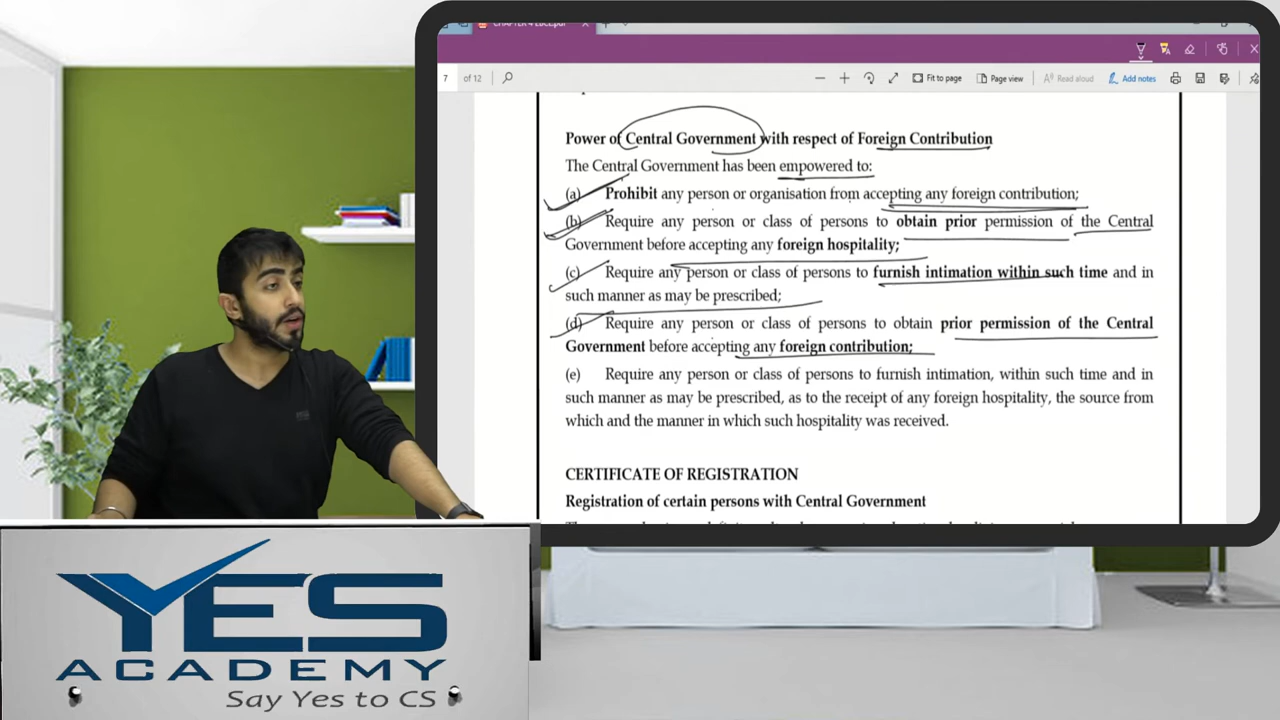 CHAPTER 4
7 of 12
Fit to page
Page view
Read aloud
Add notes
Power of Central Government with respect of Foreign Contribution
The Central Government has been empowered to:
(a) Prohibit any person or organisation from accepting any foreign contribution;
(b) Require any person or class of persons to obtain prior permission of the Central
Government before accepting any foreign hospitality;
(c) Require any person or class of persons to furnish intimation within such time and in
such manner as may be prescribed;
(d) Require any person or class of persons to obtain prior permission of the Central
Government before accepting any foreign contribution;
(e) Require any person or class of persons to furnish intimation, within such time and in
such manner as may be prescribed, as to the receipt of any foreign hospitality, the source from
which and the manner in which such hospitality was received.
CERTIFICATE OF REGISTRATION
Registration of certain persons with Central Government
YES
ACADEMY
Say Yes to CS